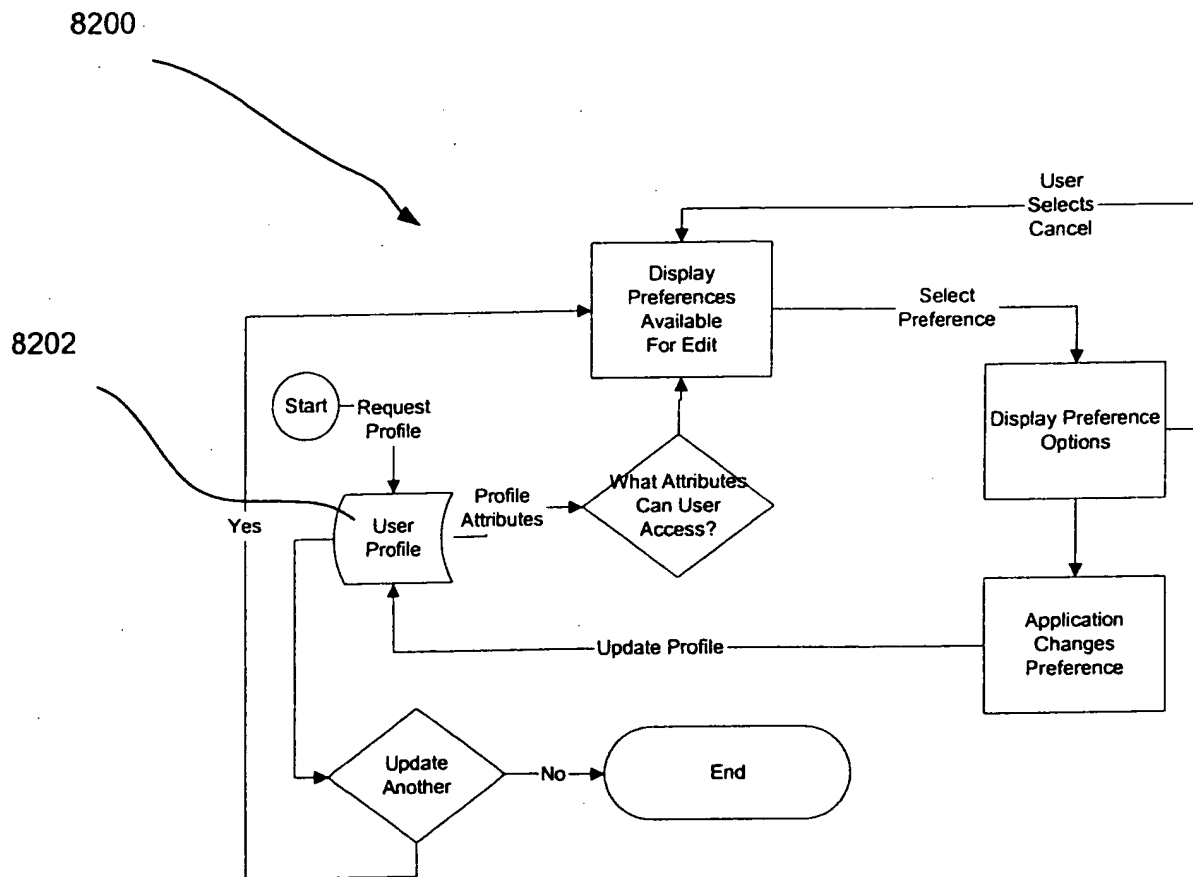 8200
User
Selects
Cancel
Display
Preferences
Available
For Edit
Select
Preference
8202
Start
Request
Profile
Display Preference
Options
What Attributes
Can User
Access?
Profile
Attributes
User
Profile
Yes
Application
Changes
Preference
Update Profile
Update
Another
No
End